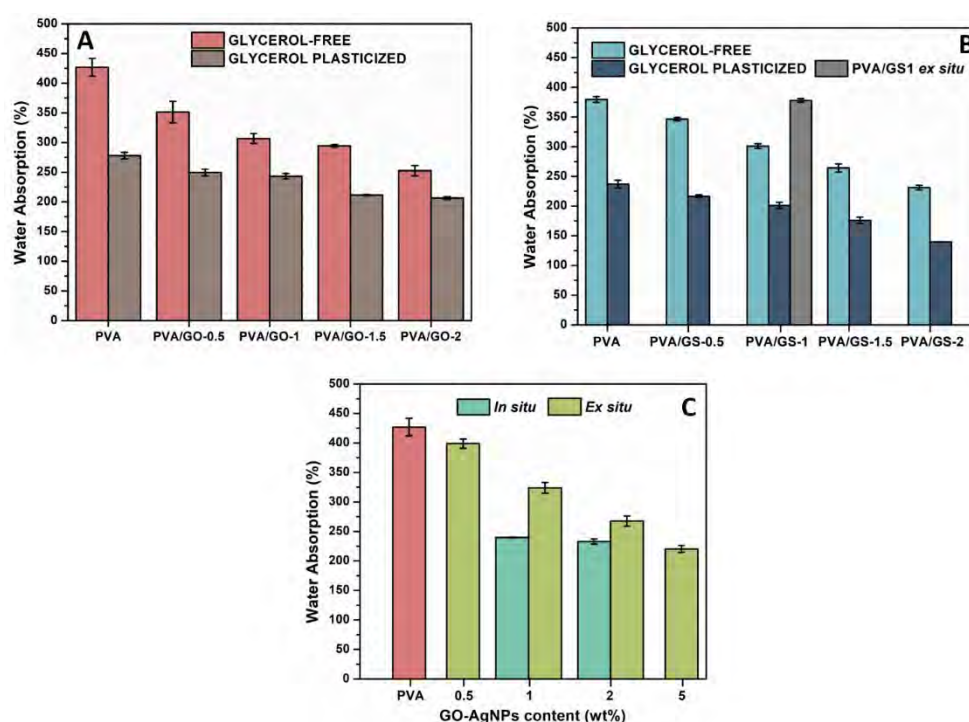 A
GLYCEROL-FREE
GLYCEROL PLASTICIZED
Water Absorption (%)
500
450
400
350
300
250
200
150
100
50
0
PVA PVA/GO-0.5 PVA/GO-1 PVA/GO-1.5 PVA/GO-2
B
GLYCEROL-FREE
GLYCEROL PLASTICIZED PVA/GS1 ex situ
Water Absorption (%)
500
450
400
350
300
250
200
150
100
50
0
PVA PVA/GS-0.5 PVA/GS-1 PVA/GS-1.5 PVA/GS-2
In situ Ex situ
C
Water Absorption (%)
500
450
400
350
300
250
200
150
100
50
0
PVA 0.5 1 2 5
GO-AgNPs content (wt%)